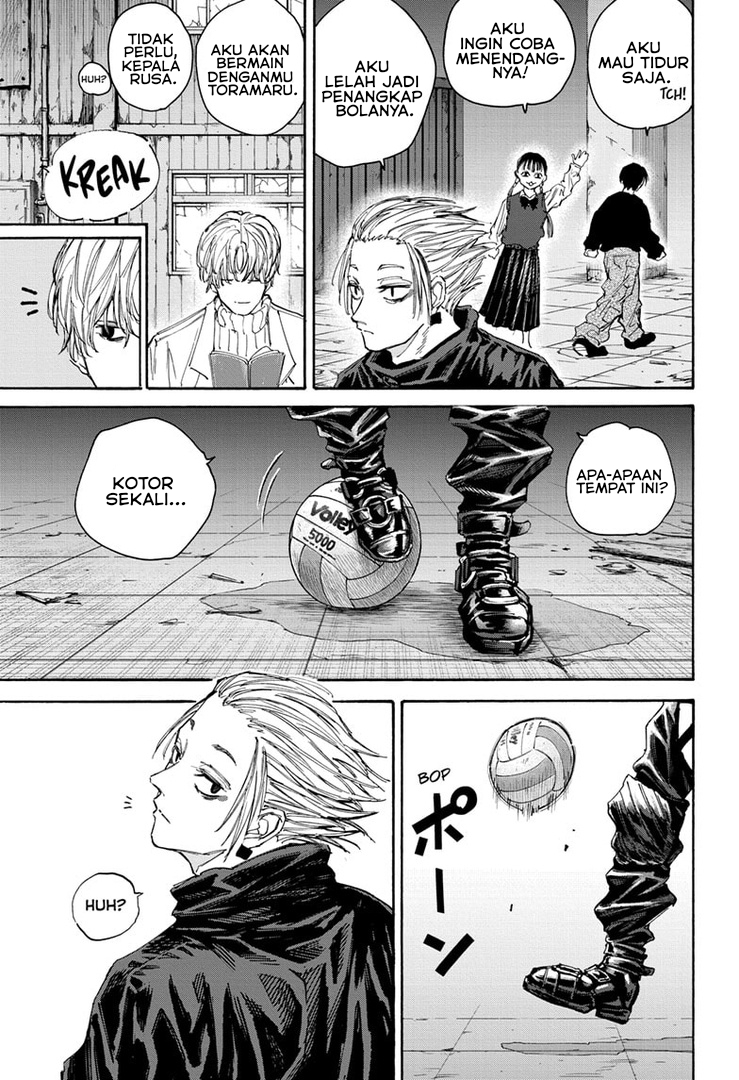 AKU
MAU TIDUR
SAJA.
TCH!
AKU
INGIN COBA
MENENDANG-
NYA!
AKU
LELAH JADI
PENANGKAP
BOLANYA.
AKU AKAN
BERMAIN
DENGANMU
TORAMARU.
TIDAK
PERLU,
KEPALA
RUSA.
HUH?
KREAK
APA-APAAN
TEMPAT INI?
KOTOR
SEKALI...
Volley
5000
BOP
ポーン
HUH?